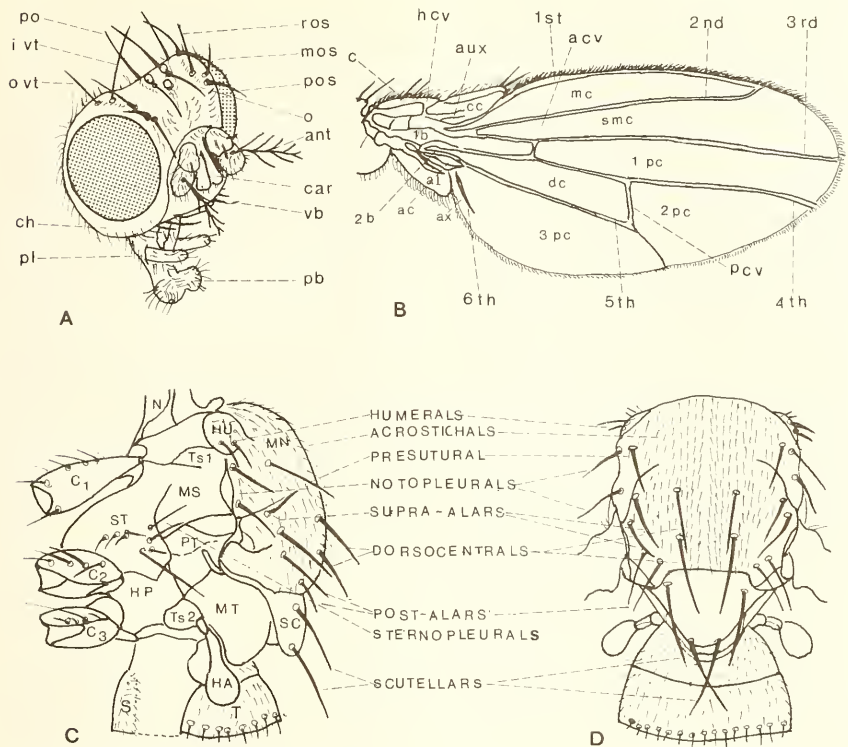 po
i vt
o vt
ch
pl
ros
mos
pos
o
ant
car
vb
pb
A
c
hcv
aux
1st
acv
2nd
3rd
cc
mc
smc
1b
1 pc
dc
2 pc
3 pc
al
2b
ac
ax
6th
5th
pcv
4th
B
N
HU
MN
Ts1
C1
MS
ST
PT
C2
HP
MT
Ts2
C3
SC
HA
S
T
C
HUMERALS
ACROSTICHALS
PRESUTURAL
NOTOPLEURALS
SUPRA-ALARS
DORSOCENTRALS
POST-ALARS
STERNOPLEURALS
SCUTELLARS
D